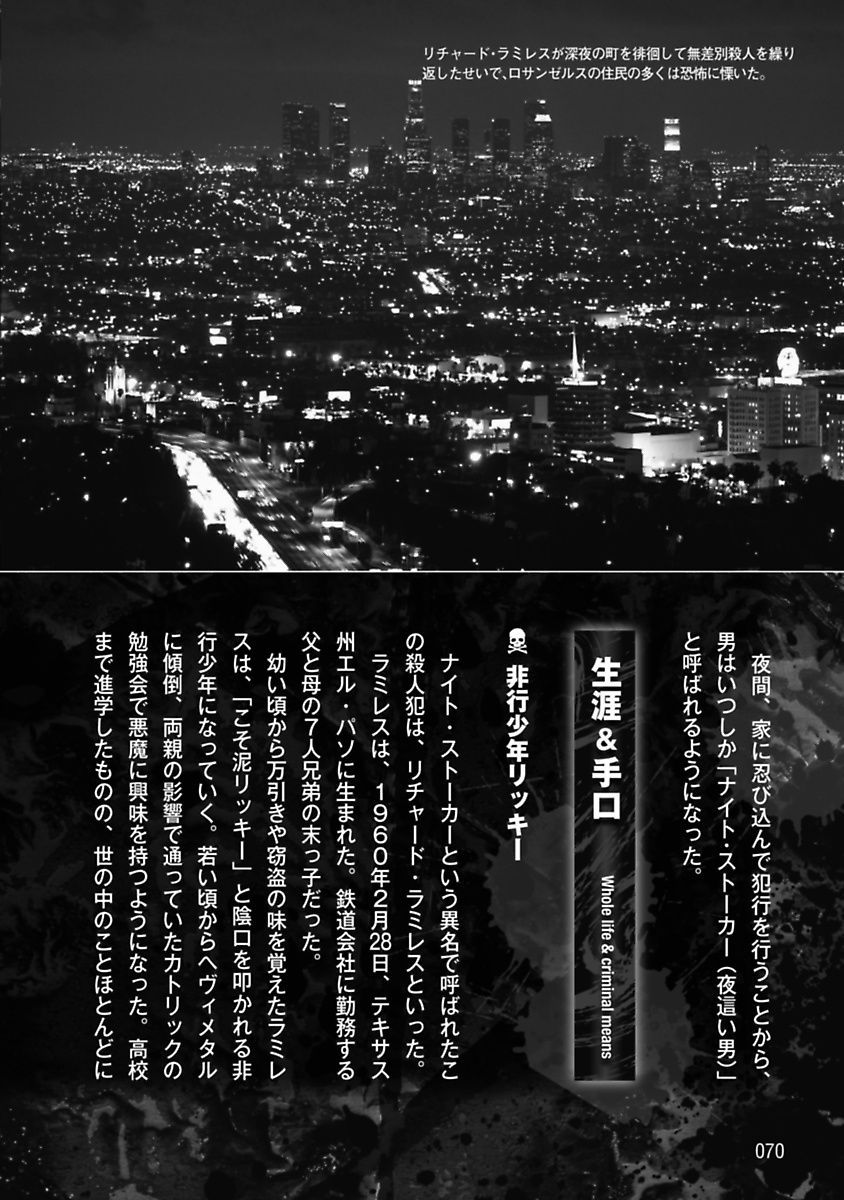 リチャード・ラミレスが深夜の町を徘徊して無差別殺人を繰り
返したせいで、ロサンゼルスの住民の多くは恐怖に慄いた。
夜間、家に忍び込んで犯行を行うことから、
男はいつしか「ナイト・ストーカー（夜這い男）」
と呼ばれるようになった。
生涯&手口 Whole life & criminal means
非行少年リッキー
ナイト・ストーカーという異名で呼ばれたこ
の殺人犯は、リチャード・ラミレスといった。
ラミレスは、1960年2月28日、テキサス
州エル・パソに生まれた。鉄道会社に勤務する
父と母の7人兄弟の末っ子だった。
幼い頃から万引きや窃盗の味を覚えたラミレ
スは、「こそ泥リッキー」と陰口を叩かれる非
行少年になっていく。若い頃からヘヴィメタル
に傾倒、両親の影響で通っていたカトリックの
勉強会で悪魔に興味を持つようになった。高校
まで進学したものの、世の中のことほとんどに
070